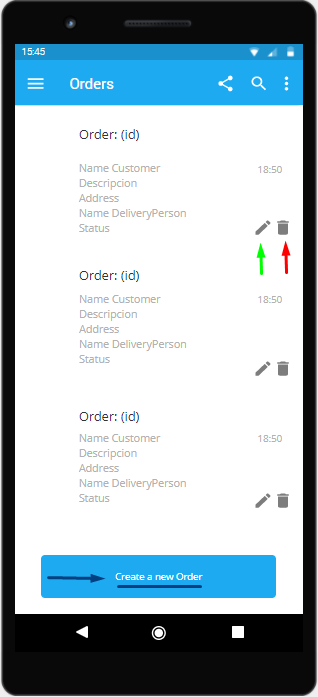 15:45
Orders
Order: (id)
Name Customer 18:50
Descripcion
Address
Name DeliveryPerson
Status
Order: (id)
Name Customer 18:50
Descripcion
Address
Name DeliveryPerson
Status
Order: (id)
Name Customer 18:50
Descripcion
Address
Name DeliveryPerson
Status
Create a new Order